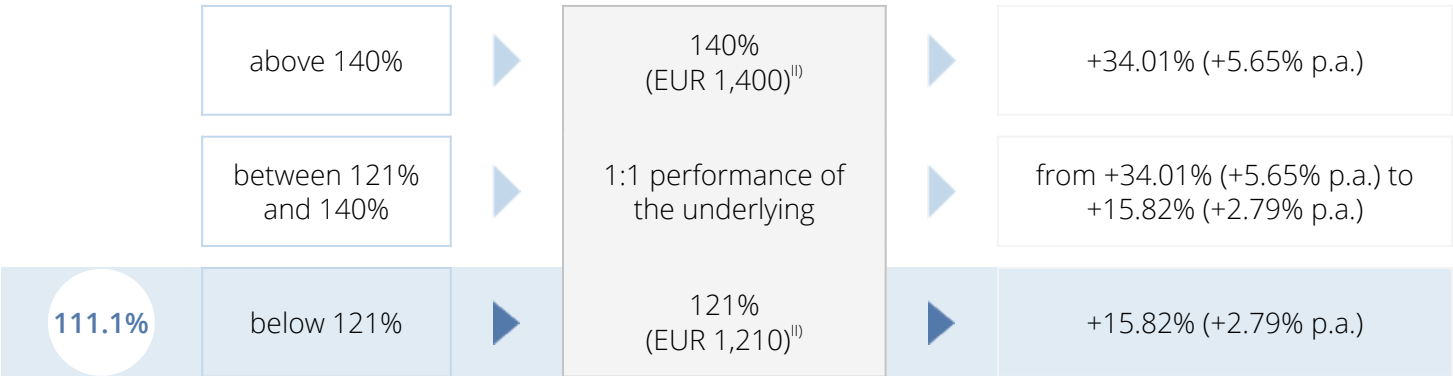 above 140%
140%
(EUR 1,400)II)
+34.01% (+5.65% p.a.)
between 121%
and 140%
1:1 performance of
the underlying
from +34.01% (+5.65% p.a.) to
+15.82% (+2.79% p.a.)
111.1%
below 121%
121%
(EUR 1,210)II)
+15.82% (+2.79% p.a.)